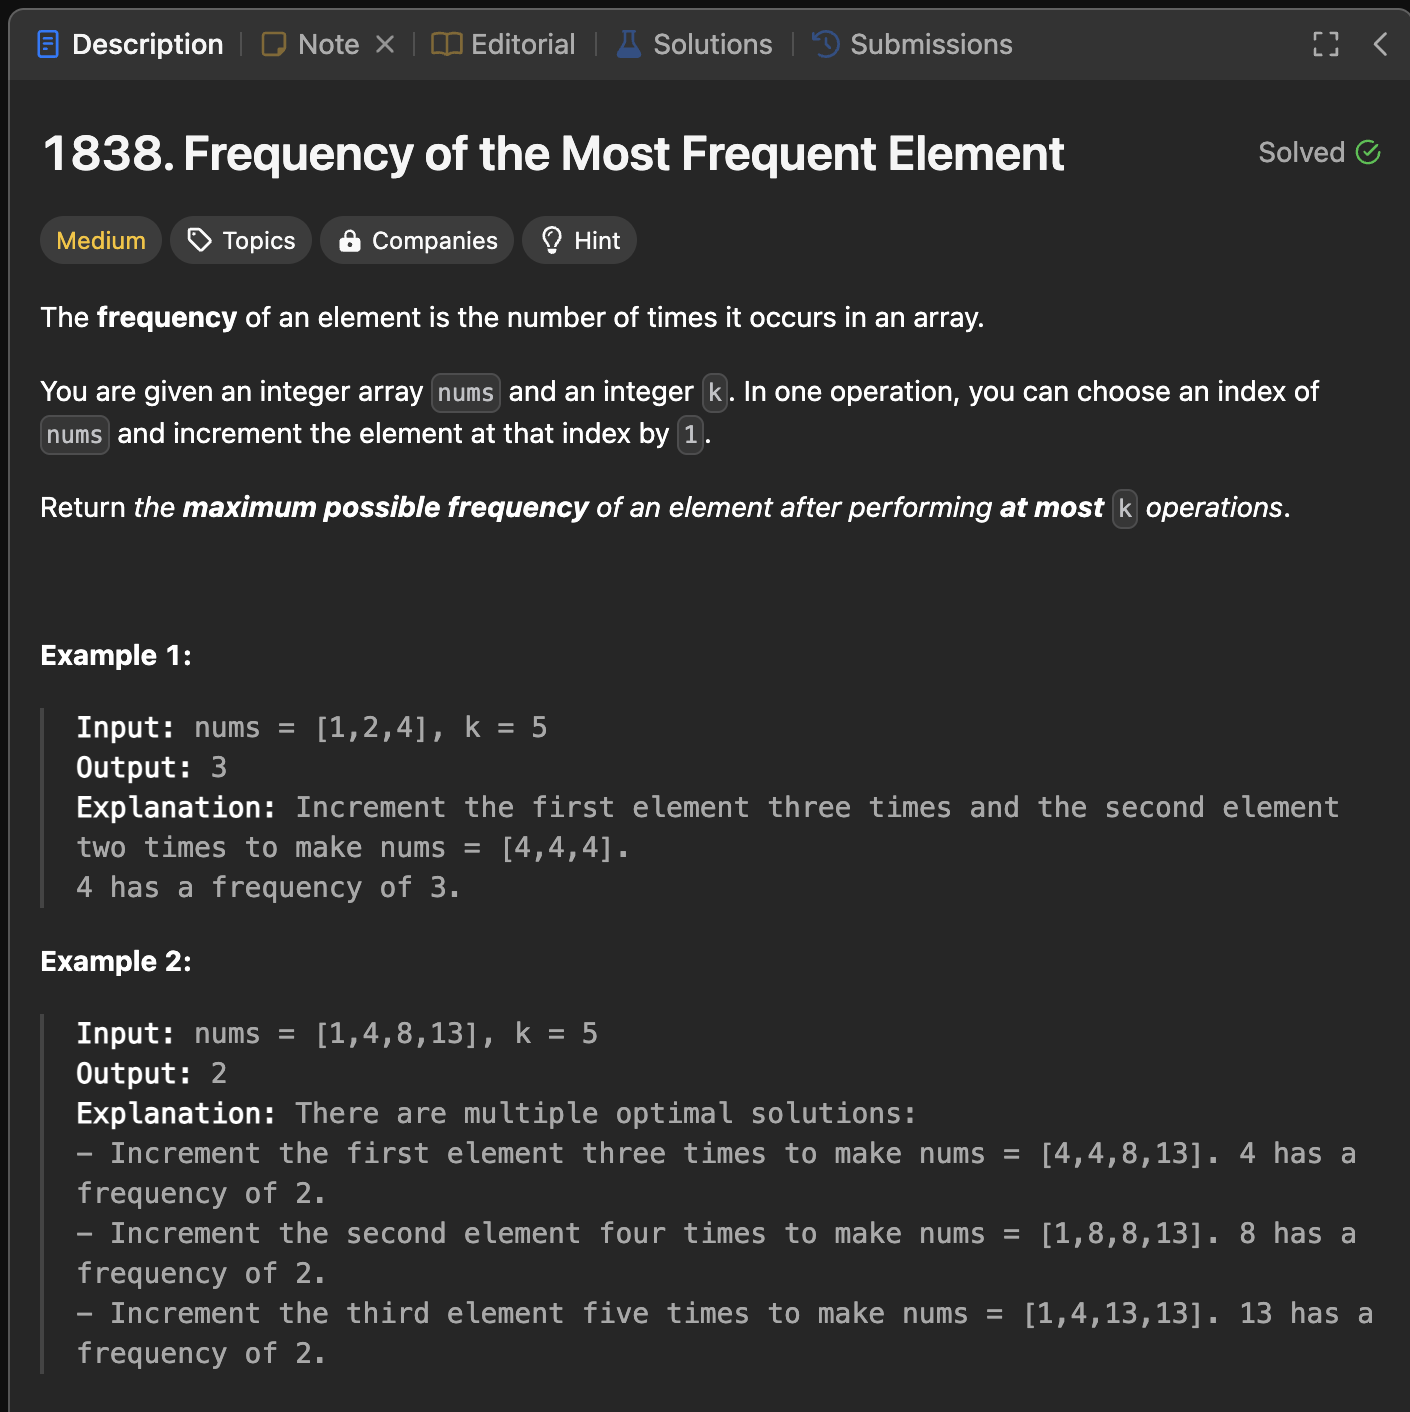 Description
Note
Editorial
Solutions
Submissions
1838. Frequency of the Most Frequent Element
Solved
Medium
Topics
Companies
Hint
The frequency of an element is the number of times it occurs in an array.
You are given an integer array nums and an integer k. In one operation, you can choose an index of
nums and increment the element at that index by 1.
Return the maximum possible frequency of an element after performing at most k operations.
Example 1:
Input: nums = [1,2,4], k = 5
Output: 3
Explanation: Increment the first element three times and the second element
two times to make nums = [4,4,4].
4 has a frequency of 3.
Example 2:
Input: nums = [1,4,8,13], k = 5
Output: 2
Explanation: There are multiple optimal solutions:
- Increment the first element three times to make nums = [4,4,8,13]. 4 has a
frequency of 2.
- Increment the second element four times to make nums = [1,8,8,13]. 8 has a
frequency of 2.
- Increment the third element five times to make nums = [1,4,13,13]. 13 has a
frequency of 2.